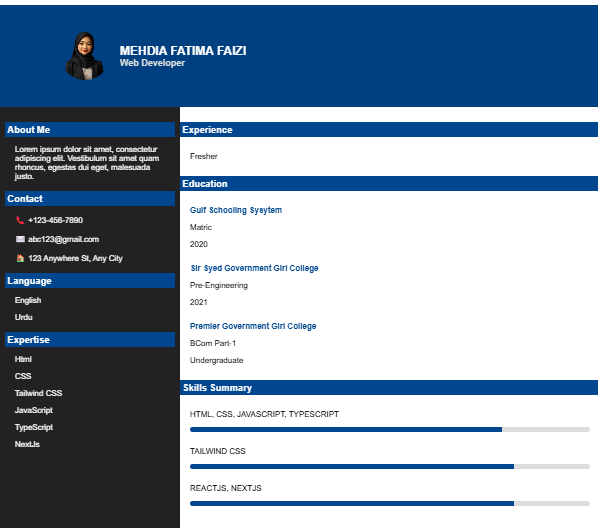 MEHDIA FATIMA FAIZI
Web Developer
About Me
Lorem ipsum dolor sit amet, consectetur
adipiscing elit. Vestibulum sit amet quam
rhoncus, egestas dui eget, malesuada
justo.
Contact
+123-456-7890
abc123@gmail.com
123 Anywhere St, Any City
Language
English
Urdu
Expertise
Html
CSS
Tailwind CSS
JavaScript
TypeScript
NextJs
Experience
Fresher
Education
Gulf Schooling Sysytem
Matric
2020
Sir Syed Government Girl College
Pre-Engineering
2021
Premier Government Girl College
BCom Part-1
Undergraduate
Skills Summary
HTML, CSS, JAVASCRIPT, TYPESCRIPT
TAILWIND CSS
REACTJS, NEXTJS